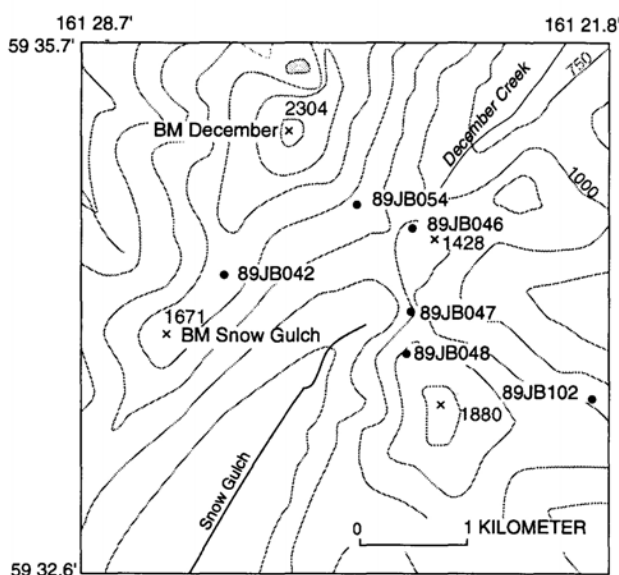 161 28.7'
161 21.8'
59 35.7'
750
December Creek
2304
BM December
1000
89JB054
89JB046
1428
89JB042
1671
BM Snow Gulch
89JB047
89JB048
89JB102
1880
Snow Gulch
0 1 KILOMETER
59 32.6'